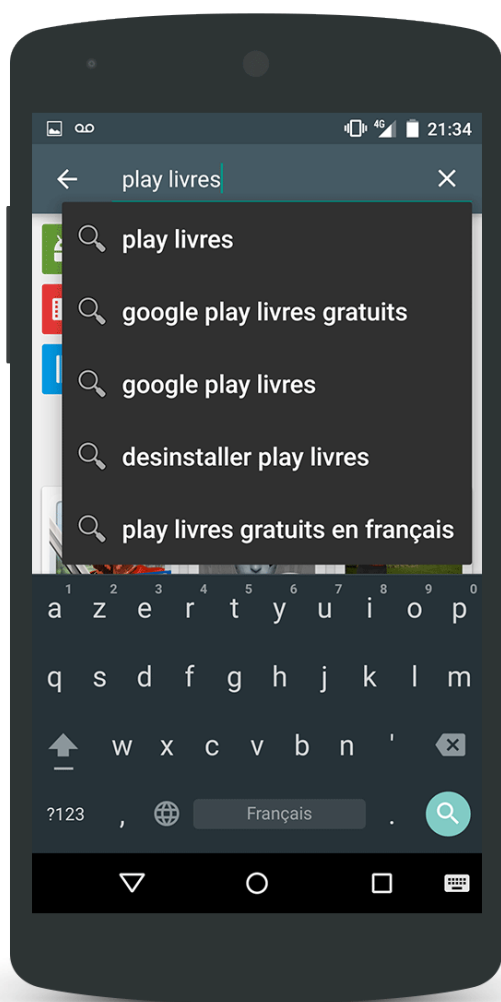 4G 21:34
play livres
play livres
google play livres gratuits
google play livres
desinstaller play livres
play livres gratuits en français
1 2 3 4 5 6 7 8 9 0
a z e r t y u i o p
q s d f g h j k l m
w x c v b n '
?123 , Français .